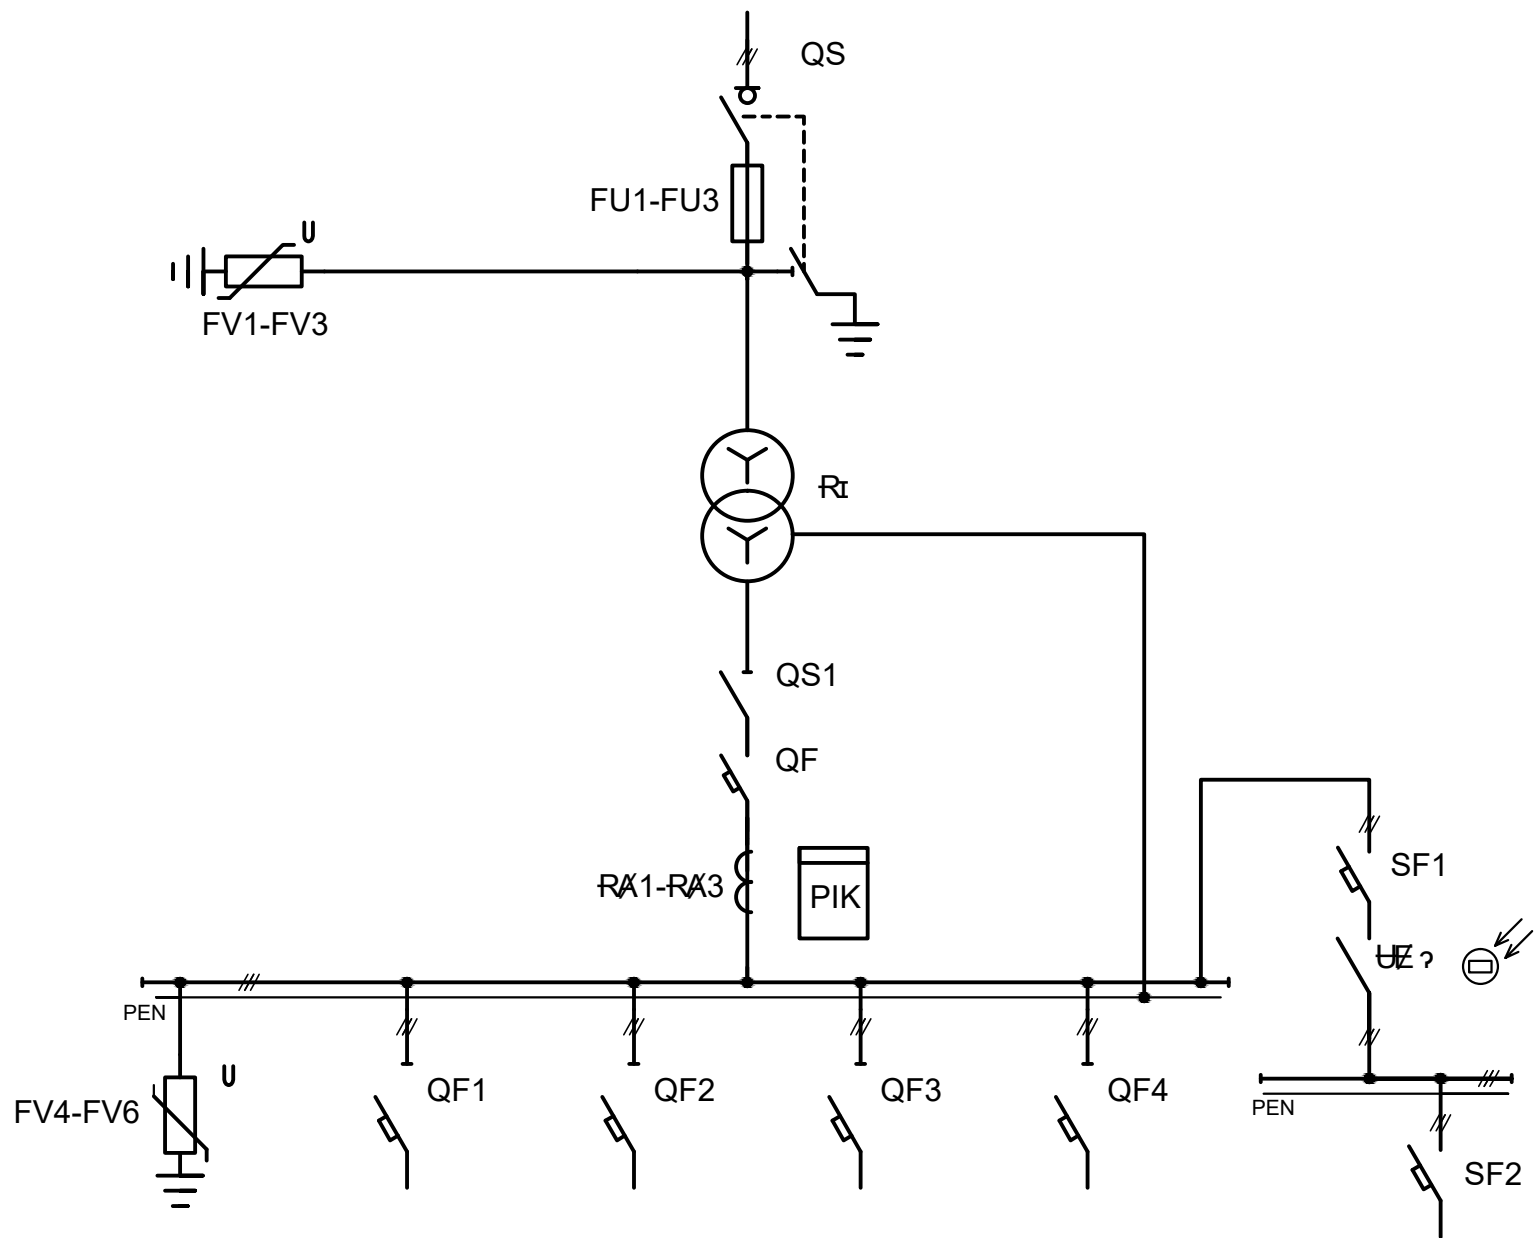 QS
FU1-FU3
U
FV1-FV3
QS1
QF
SF1
PIK
PEN
U
QF1
QF2
QF3
QF4
FV4-FV6
PEN
SF2